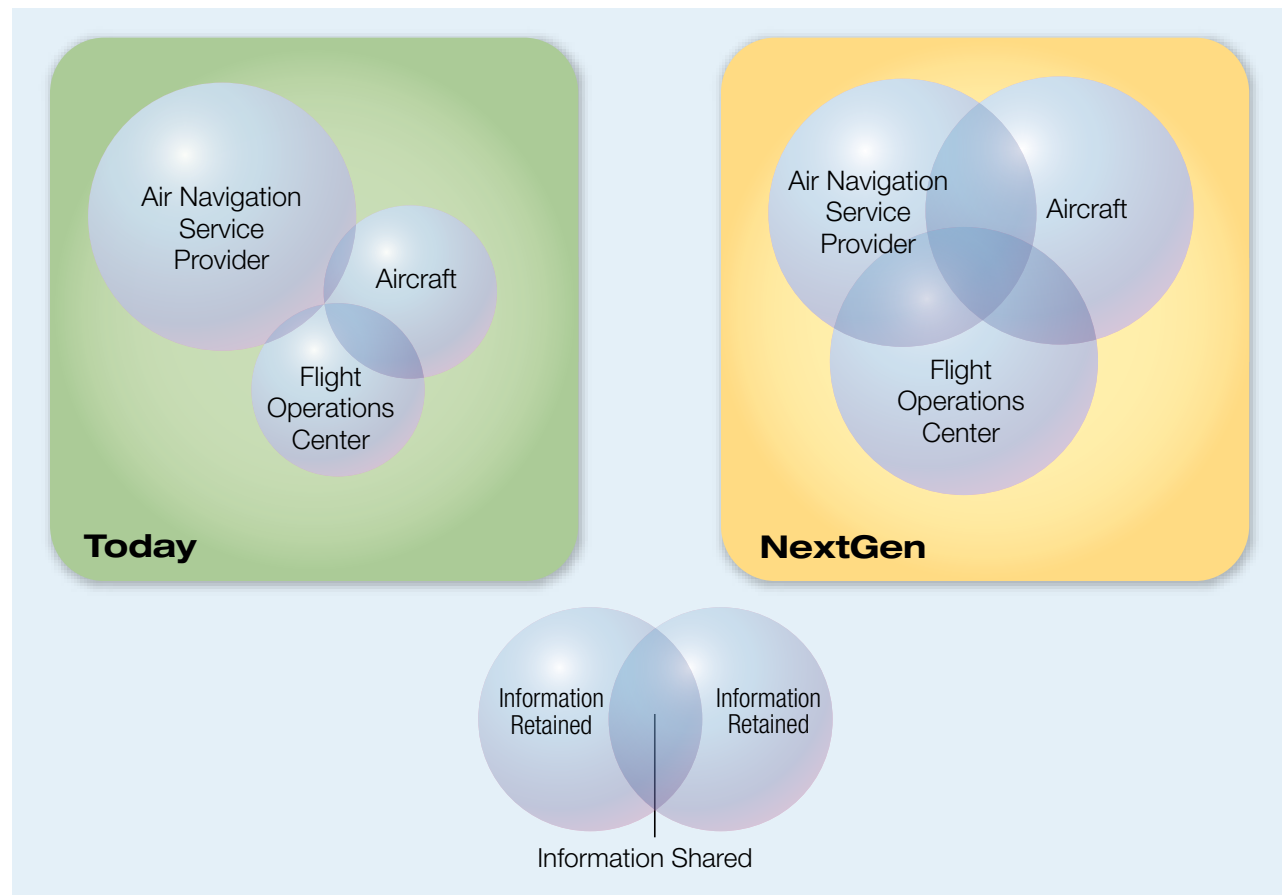 Air Navigation
Service
Provider
Aircraft
Flight
Operations
Center
Today
Air Navigation
Service
Provider
Aircraft
Flight
Operations
Center
NextGen
Information
Retained
Information
Retained
Information Shared